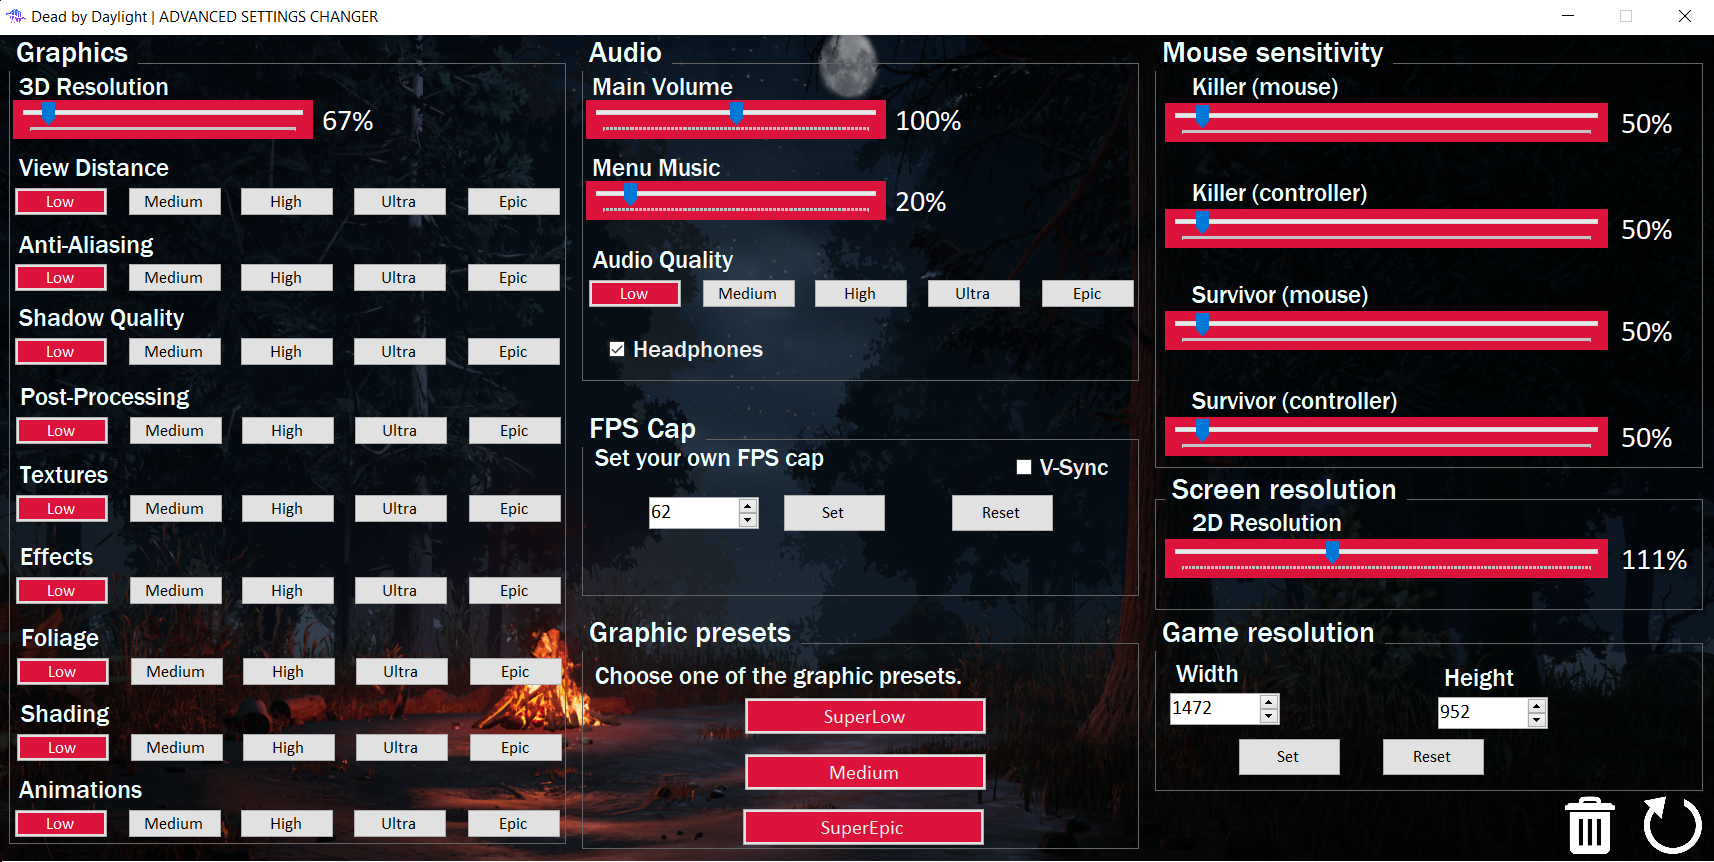 Dead by Daylight | ADVANCED SETTINGS CHANGER
Graphics
3D Resolution
67%
View Distance
Low Medium High Ultra Epic
Anti-Aliasing
Low Medium High Ultra Epic
Shadow Quality
Low Medium High Ultra Epic
Post-Processing
Low Medium High Ultra Epic
Textures
Low Medium High Ultra Epic
Effects
Low Medium High Ultra Epic
Foliage
Low Medium High Ultra Epic
Shading
Low Medium High Ultra Epic
Animations
Low Medium High Ultra Epic
Audio
Main Volume
100%
Menu Music
20%
Audio Quality
Low Medium High Ultra Epic
Headphones
FPS Cap
Set your own FPS cap
V-Sync
62 Set Reset
Graphic presets
Choose one of the graphic presets.
SuperLow
Medium
SuperEpic
Mouse sensitivity
Killer (mouse)
50%
Killer (controller)
50%
Survivor (mouse)
50%
Survivor (controller)
50%
Screen resolution
2D Resolution
111%
Game resolution
Width Height
1472 952
Set Reset